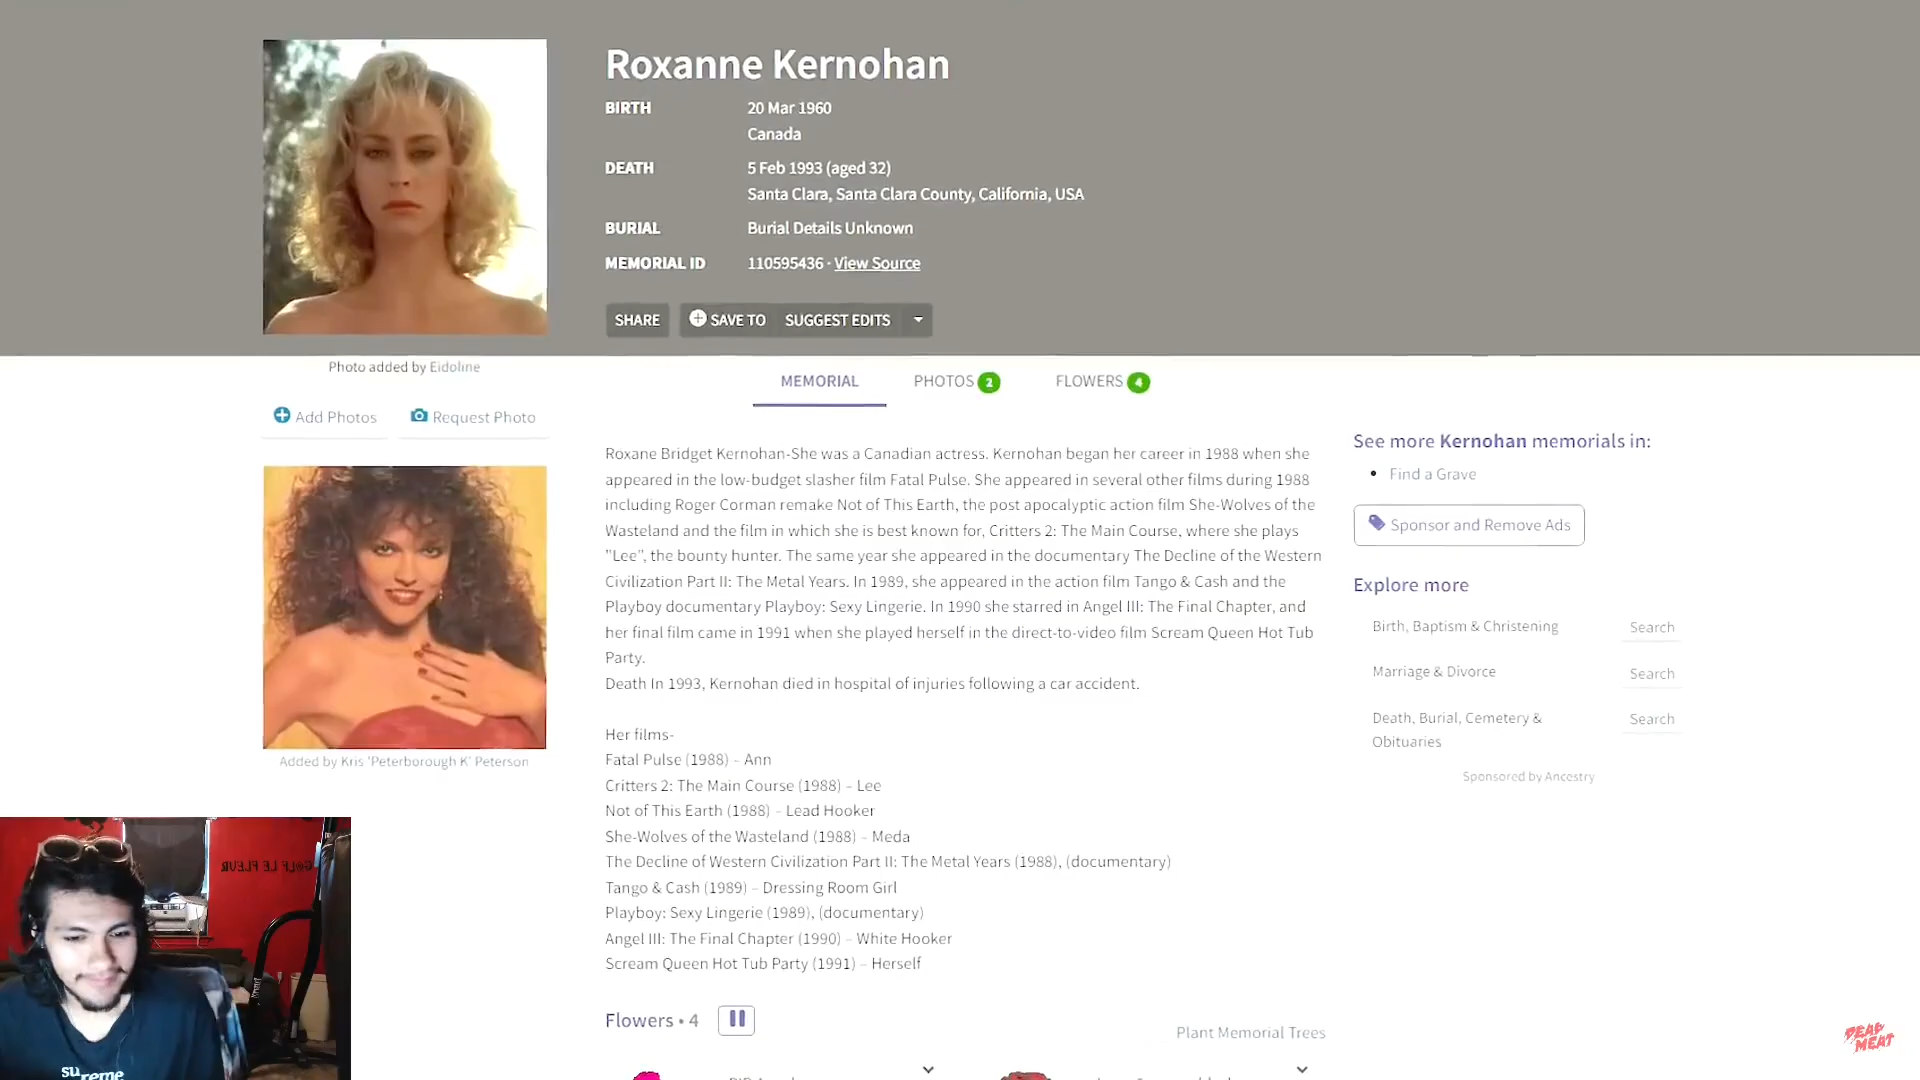 Roxanne Kernohan
BIRTH
20 Mar 1960
Canada
DEATH
5 Feb 1993 (aged 32)
Santa Clara, Santa Clara County, California, USA
BURIAL
Burial Details Unknown
MEMORIAL ID
110595436 · View Source
SHARE
SAVE TO
SUGGEST EDITS
Photo added by Eidoline
Add Photos
Request Photo
Added by Kris 'Peterborough K' Peterson
MEMORIAL
PHOTOS 2
FLOWERS 4
Roxane Bridget Kernohan-She was a Canadian actress. Kernohan began her career in 1988 when she
appeared in the low-budget slasher film Fatal Pulse. She appeared in several other films during 1988
including Roger Corman remake Not of This Earth, the post apocalyptic action film She-Wolves of the
Wasteland and the film in which she is best known for, Critters 2: The Main Course, where she plays
"Lee", the bounty hunter. The same year she appeared in the documentary The Decline of the Western
Civilization Part II: The Metal Years. In 1989, she appeared in the action film Tango & Cash and the
Playboy documentary Playboy: Sexy Lingerie. In 1990 she starred in Angel III: The Final Chapter, and
her final film came in 1991 when she played herself in the direct-to-video film Scream Queen Hot Tub
Party.
Death In 1993, Kernohan died in hospital of injuries following a car accident.
Her films-
Fatal Pulse (1988) – Ann
Critters 2: The Main Course (1988) – Lee
Not of This Earth (1988) – Lead Hooker
She-Wolves of the Wasteland (1988) – Meda
The Decline of Western Civilization Part II: The Metal Years (1988), (documentary)
Tango & Cash (1989) – Dressing Room Girl
Playboy: Sexy Lingerie (1989), (documentary)
Angel III: The Final Chapter (1990) – White Hooker
Scream Queen Hot Tub Party (1991) – Herself
Flowers • 4
Plant Memorial Trees
See more Kernohan memorials in:
• Find a Grave
Sponsor and Remove Ads
Explore more
Birth, Baptism & Christening
Search
Marriage & Divorce
Search
Death, Burial, Cemetery &
Obituaries
Search
Sponsored by Ancestry
GOLF LE FLEUR
DEAD
MEAT